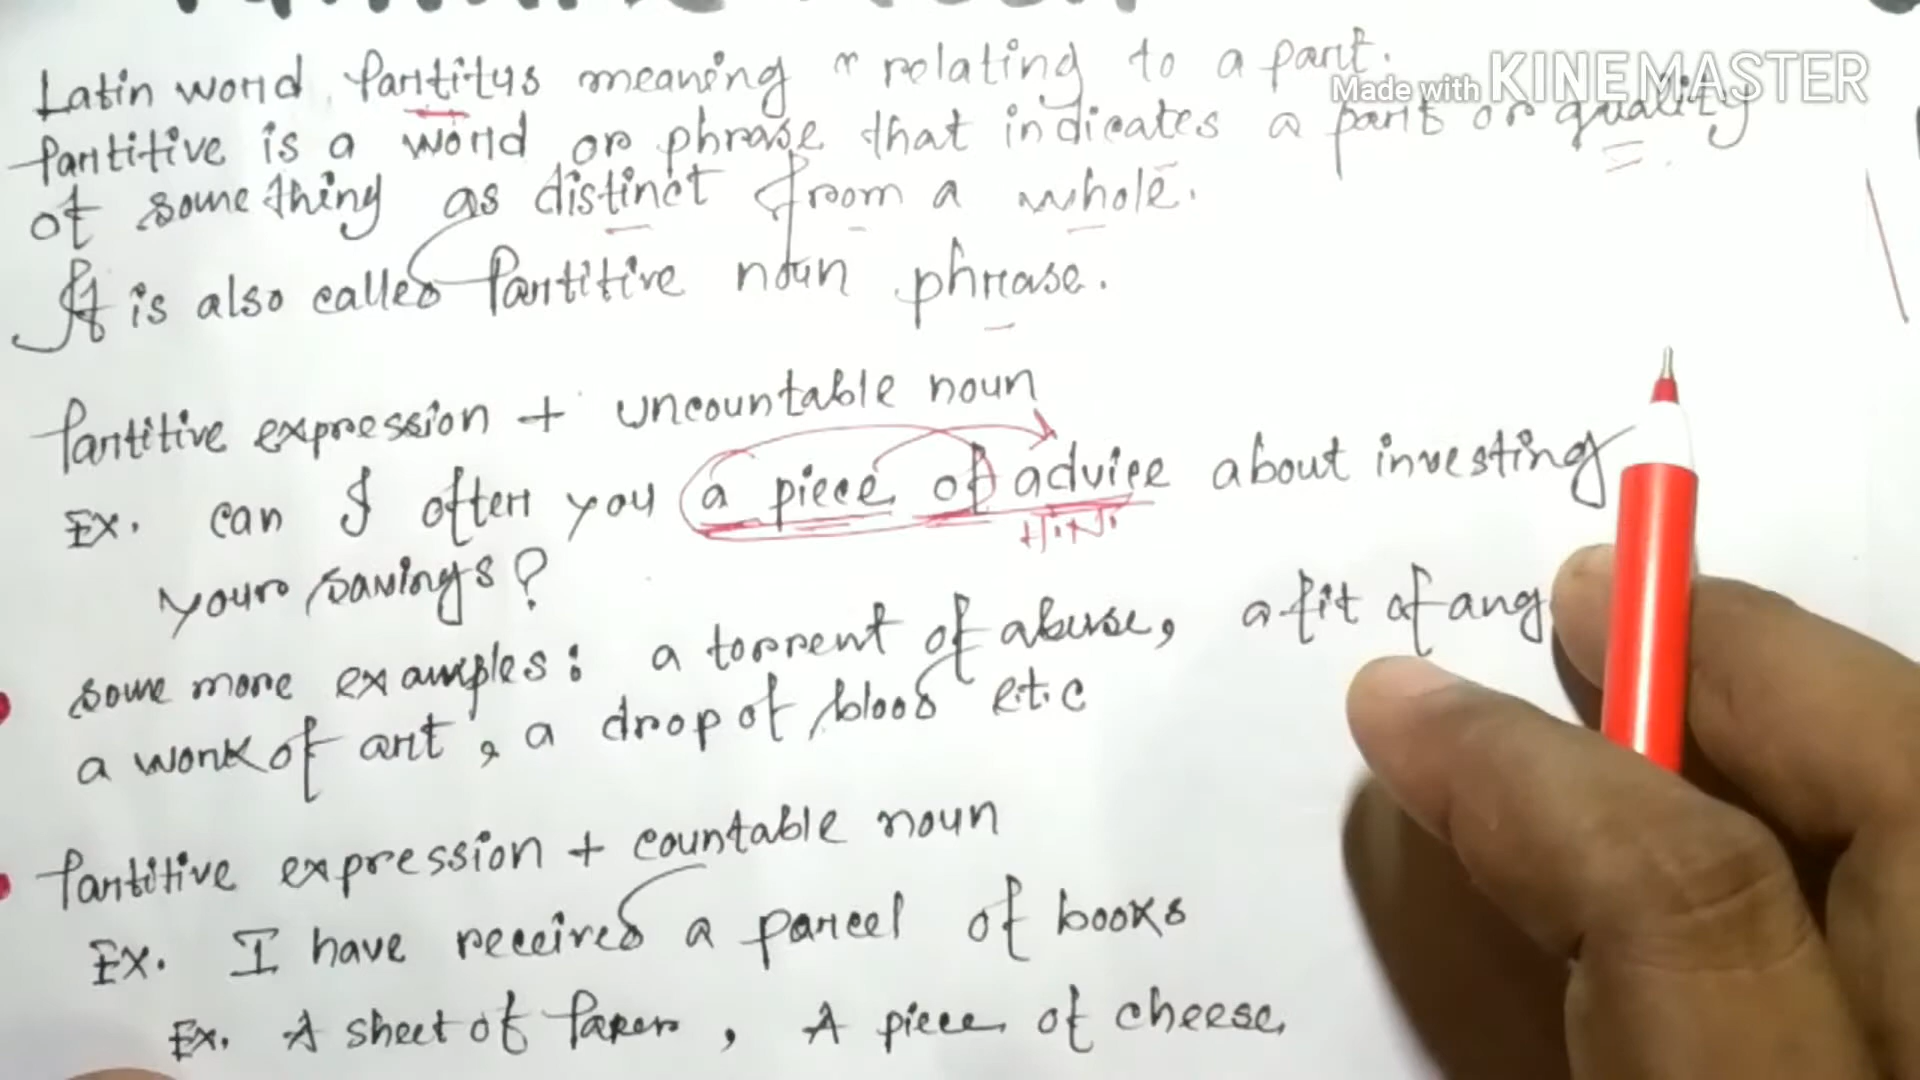 Latin word, Partitus meaning "relating to a part.
Made with KINEMASTER
Partitive is a word or phrase that indicates a part or quality
of something as distinct from a whole.
It is also called Partitive noun phrase.
Partitive expression + uncountable noun
Ex. can I offer you a piece of advice about investing
H.N.
your savings?
some more examples: a torrent of abuse, a fit of ang
a work of art, a drop of blood e.t.c
Partitive expression + countable noun
Ex. I have received a parcel of books
Ex. A sheet of Paper, A piece of cheese.